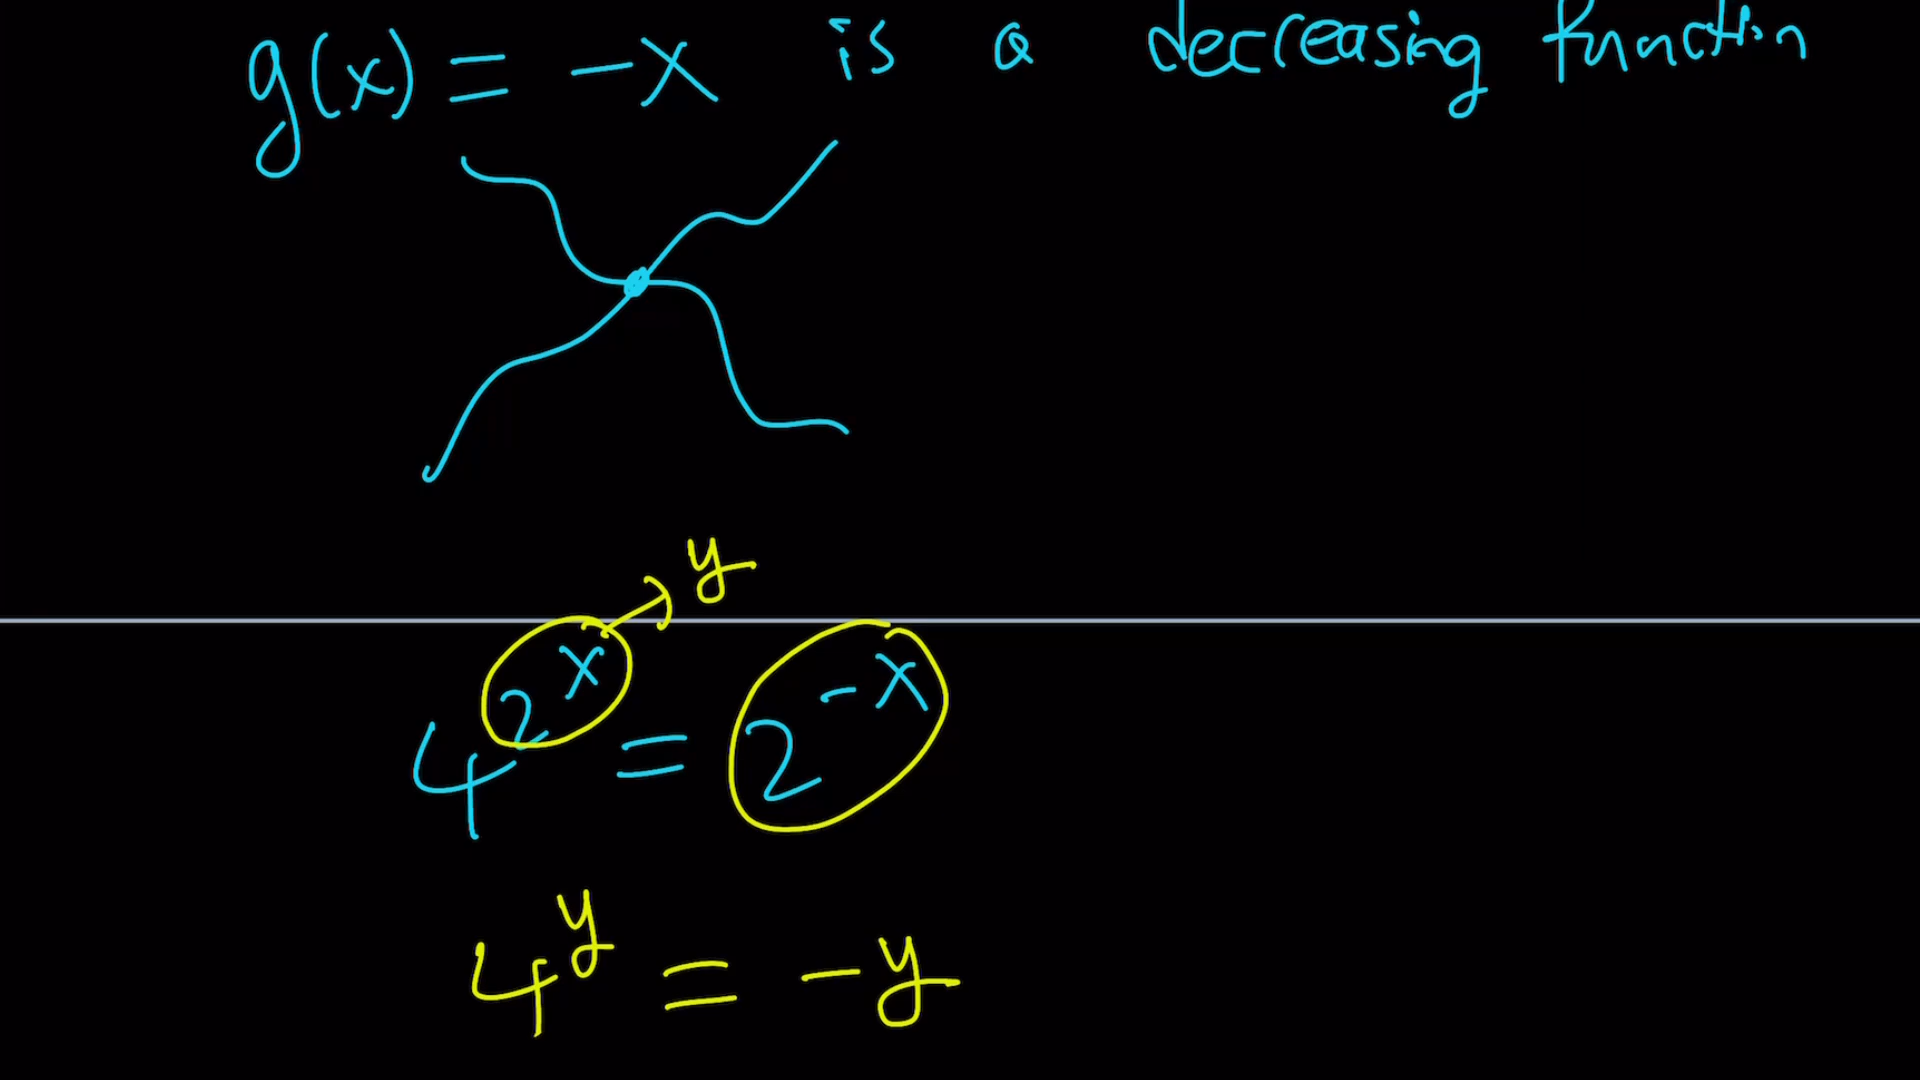 g(x) = -x is a decreasing function
y
4^{2^x} = 2^{-x}
4^y = -y